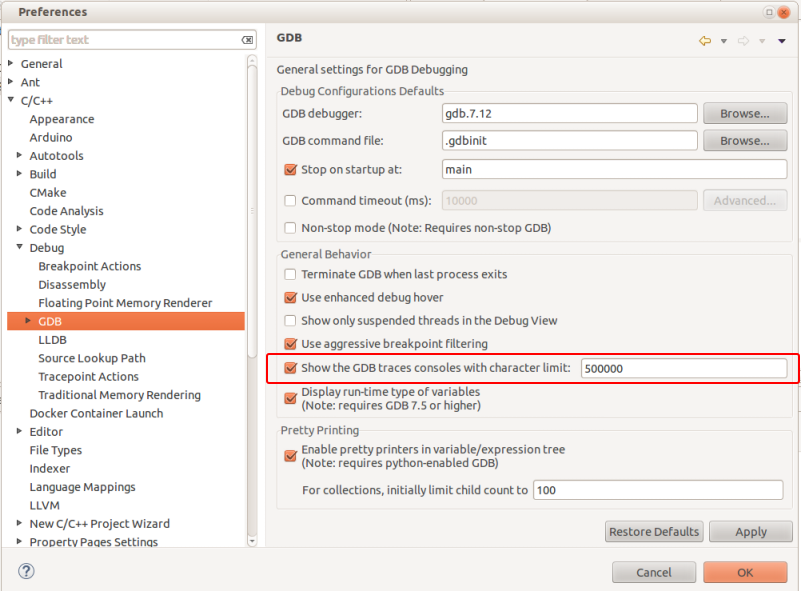 Preferences
type filter text
General
Ant
C/C++
Appearance
Arduino
Autotools
Build
CMake
Code Analysis
Code Style
Debug
Breakpoint Actions
Disassembly
Floating Point Memory Renderer
GDB
LLDB
Source Lookup Path
Tracepoint Actions
Traditional Memory Rendering
Docker Container Launch
Editor
File Types
Indexer
Language Mappings
LLVM
New C/C++ Project Wizard
Property Pages Settings
GDB
General settings for GDB Debugging
Debug Configurations Defaults
GDB debugger: gdb.7.12 Browse...
GDB command file: .gdbinit Browse...
Stop on startup at: main
Command timeout (ms): 10000 Advanced...
Non-stop mode (Note: Requires non-stop GDB)
General Behavior
Terminate GDB when last process exits
Use enhanced debug hover
Show only suspended threads in the Debug View
Use aggressive breakpoint filtering
Show the GDB traces consoles with character limit: 500000
Display run-time type of variables
(Note: requires GDB 7.5 or higher)
Pretty Printing
Enable pretty printers in variable/expression tree
(Note: requires python-enabled GDB)
For collections, initially limit child count to 100
Restore Defaults Apply
? Cancel OK